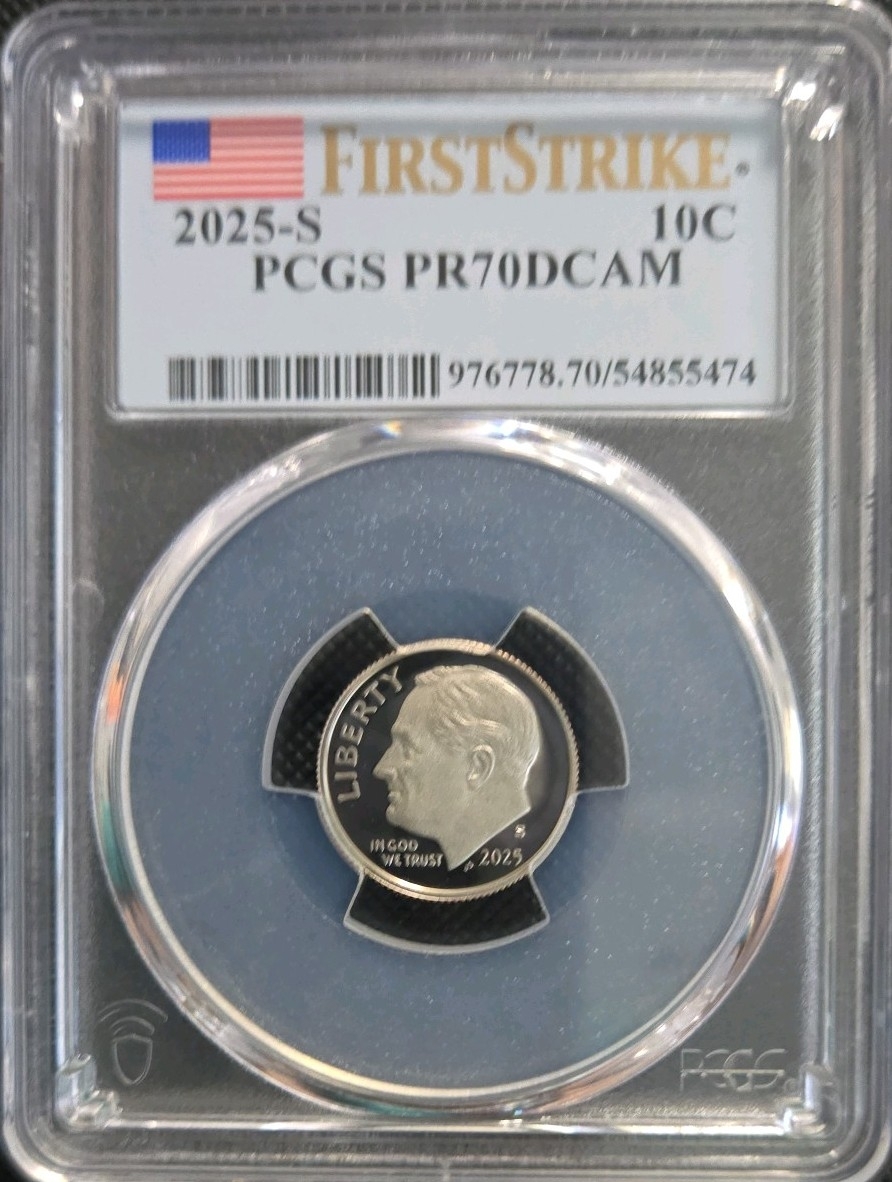 FIRSTSTRIKE®
2025-S 10C
PCGS PR70DCAM
976778.70/54855474
LIBERTY
IN GOD
WE TRUST
S
2025
PCGS